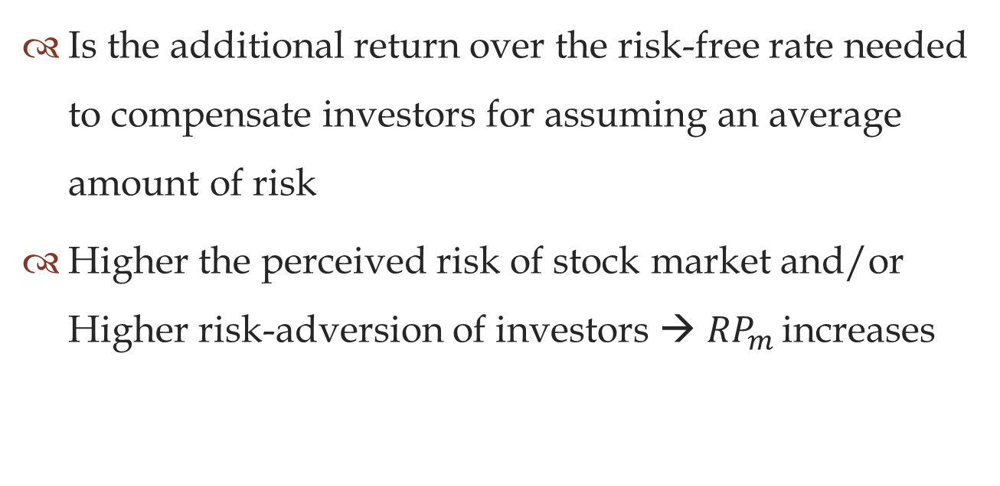 Is the additional return over the risk-free rate needed
to compensate investors for assuming an average
amount of risk
Higher the perceived risk of stock market and/or
Higher risk-adversion of investors → RPₘ increases